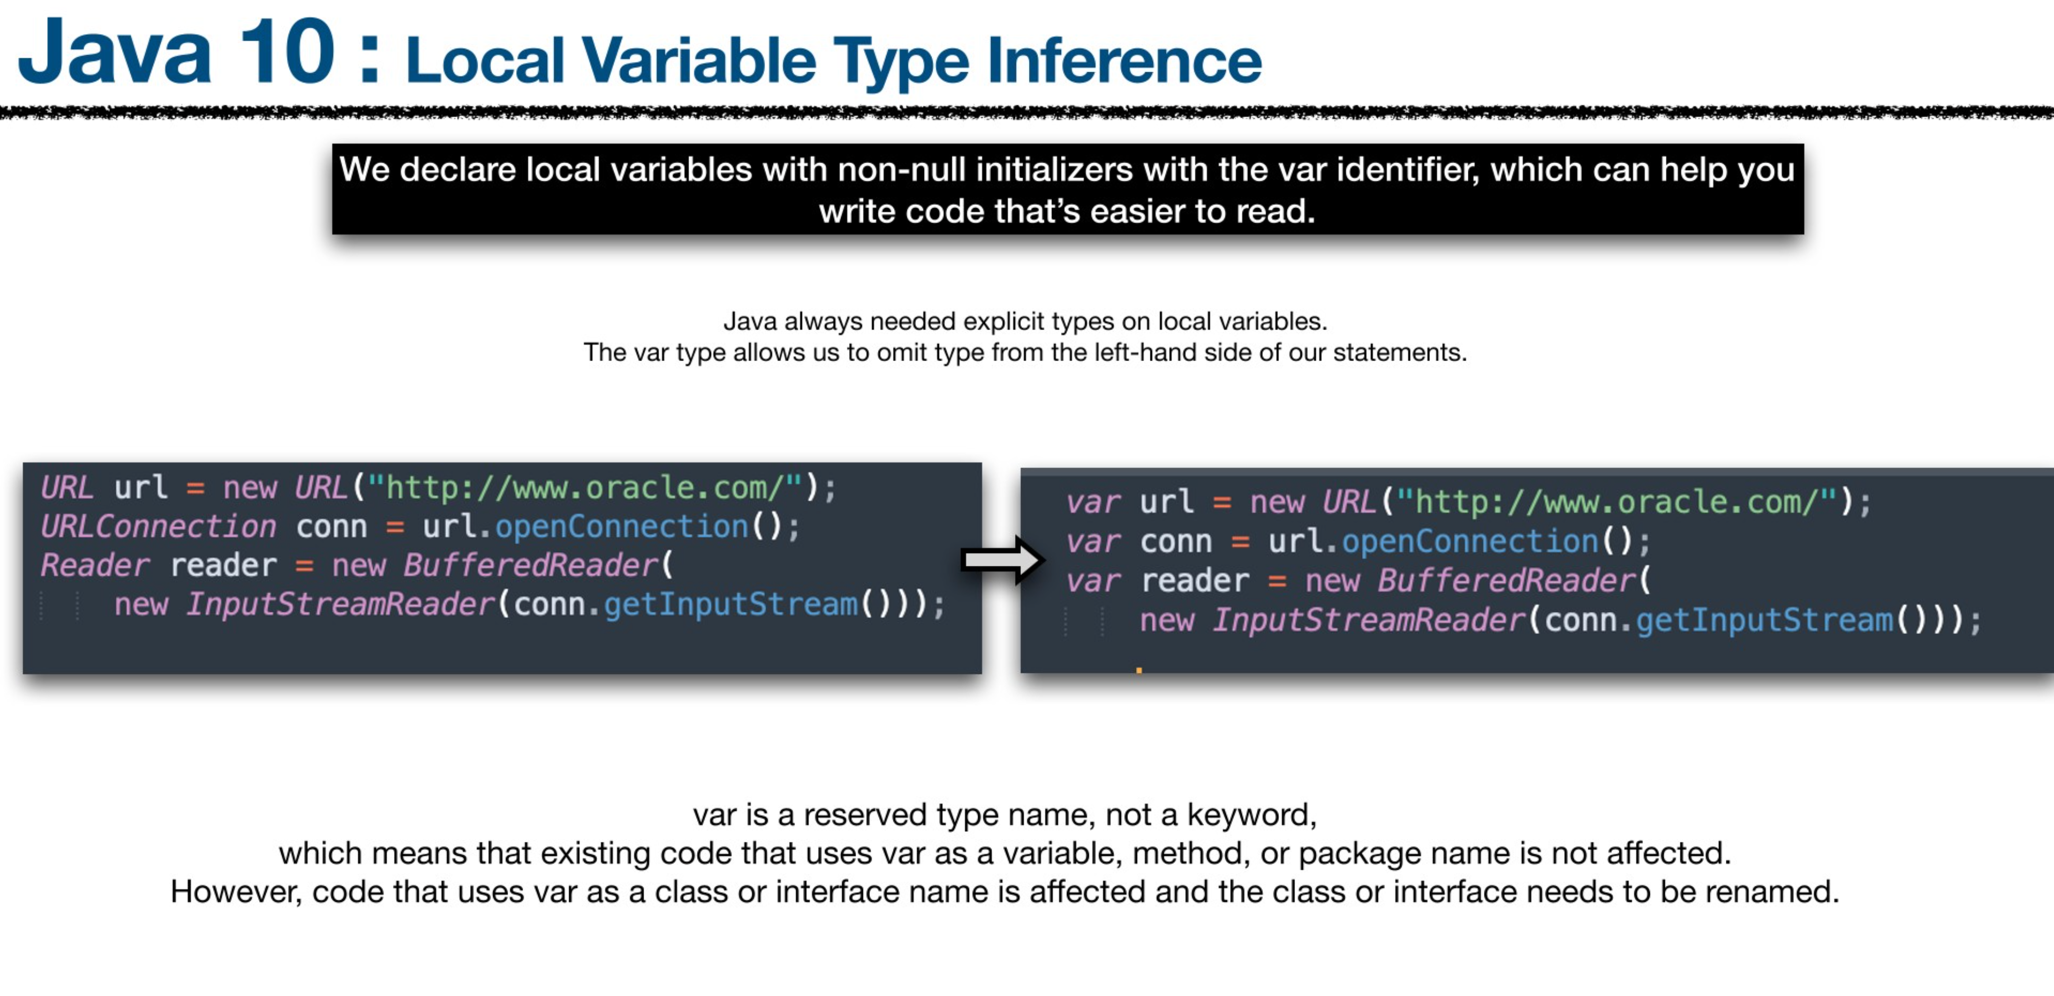 Java 10 : Local Variable Type Inference
We declare local variables with non-null initializers with the var identifier, which can help you
write code that's easier to read.
Java always needed explicit types on local variables.
The var type allows us to omit type from the left-hand side of our statements.
URL url = new URL("http://www.oracle.com/");
URLConnection conn = url.openConnection();
Reader reader = new BufferedReader(
new InputStreamReader(conn.getInputStream()));
var url = new URL("http://www.oracle.com/");
var conn = url.openConnection();
var reader = new BufferedReader(
new InputStreamReader(conn.getInputStream()));
var is a reserved type name, not a keyword,
which means that existing code that uses var as a variable, method, or package name is not affected.
However, code that uses var as a class or interface name is affected and the class or interface needs to be renamed.